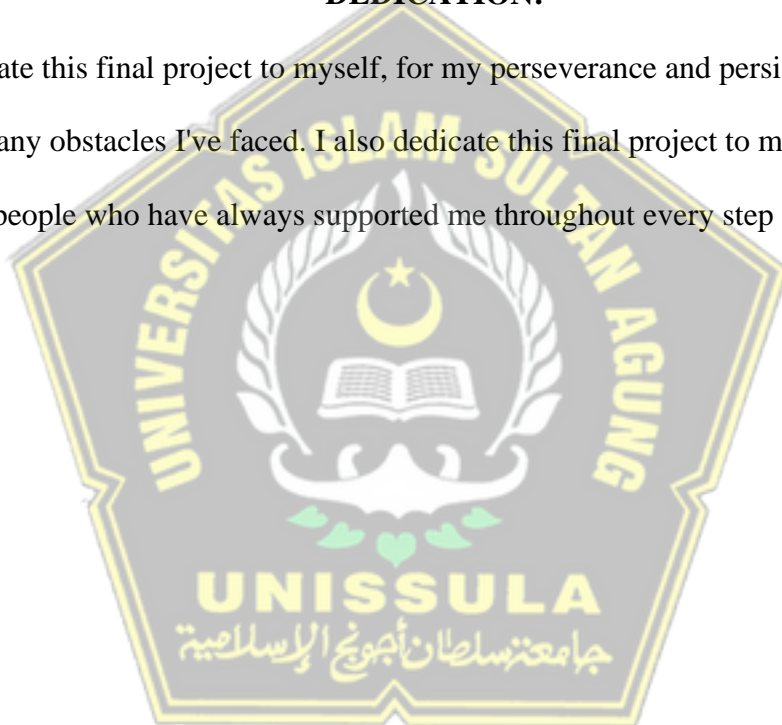 DEDICATION:
ate this final project to myself, for my perseverance and persi
any obstacles I've faced. I also dedicate this final project to m
people who have always supported me throughout every step
UNIVERSITAS ISLAM SULTAN AGUNG
UNISSULA
جامعة سلطان أجونج الإسلامية